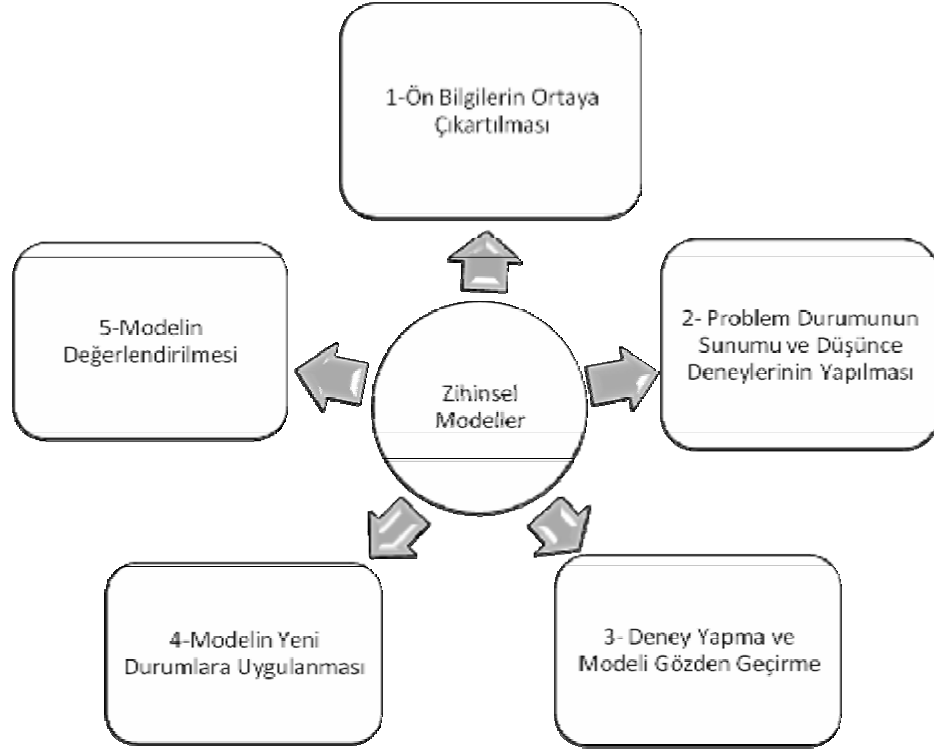 1-Ön Bilgilerin Ortaya
Çıkartılması
2- Problem Durumunun
Sunumu ve Düşünce
Deneylerinin Yapılması
3- Deney Yapma ve
Modeli Gözden Geçirme
4-Modelin Yeni
Durumlara Uygulanması
5-Modelin
Değerlendirilmesi
Zihinsel
Modeller